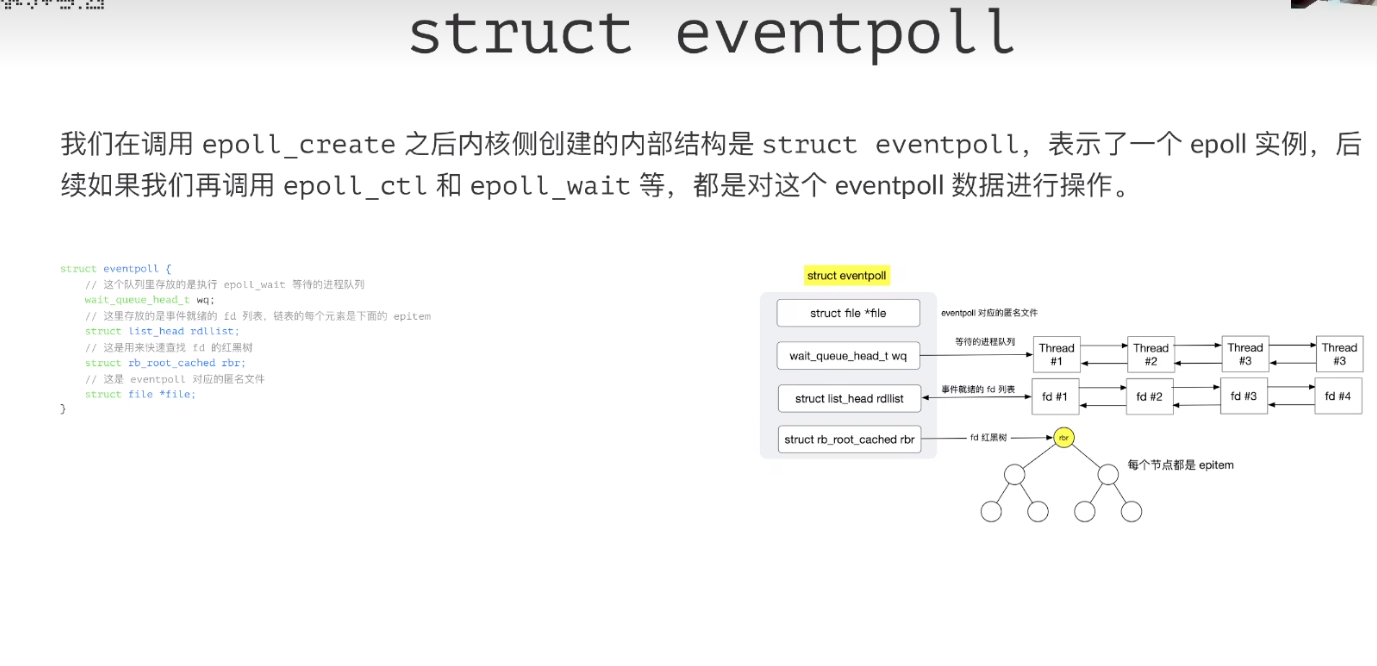 struct eventpoll
我们在调用 epoll_create 之后内核侧创建的内部结构是 struct eventpoll，表示了一个 epoll 实例，后
续如果我们再调用 epoll_ctl 和 epoll_wait 等，都是对这个 eventpoll 数据进行操作。
struct eventpoll {
// 这个队列里存放的是执行 epoll_wait 等待的进程队列
wait_queue_head_t wq;
// 这里存放的是事件就绪的 fd 列表，链表的每个元素是下面的 epitem
struct list_head rdllist;
// 这是用来快速查找 fd 的红黑树
struct rb_root_cached rbr;
// 这是 eventpoll 对应的匿名文件
struct file *file;
}
struct eventpoll
struct file *file
eventpoll 对应的匿名文件
wait_queue_head_t wq
等待的进程队列
Thread
#1
Thread
#2
Thread
#3
Thread
#3
struct list_head rdllist
事件就绪的 fd 列表
fd #1
fd #2
fd #3
fd #4
struct rb_root_cached rbr
fd 红黑树
rbr
每个节点都是 epitem